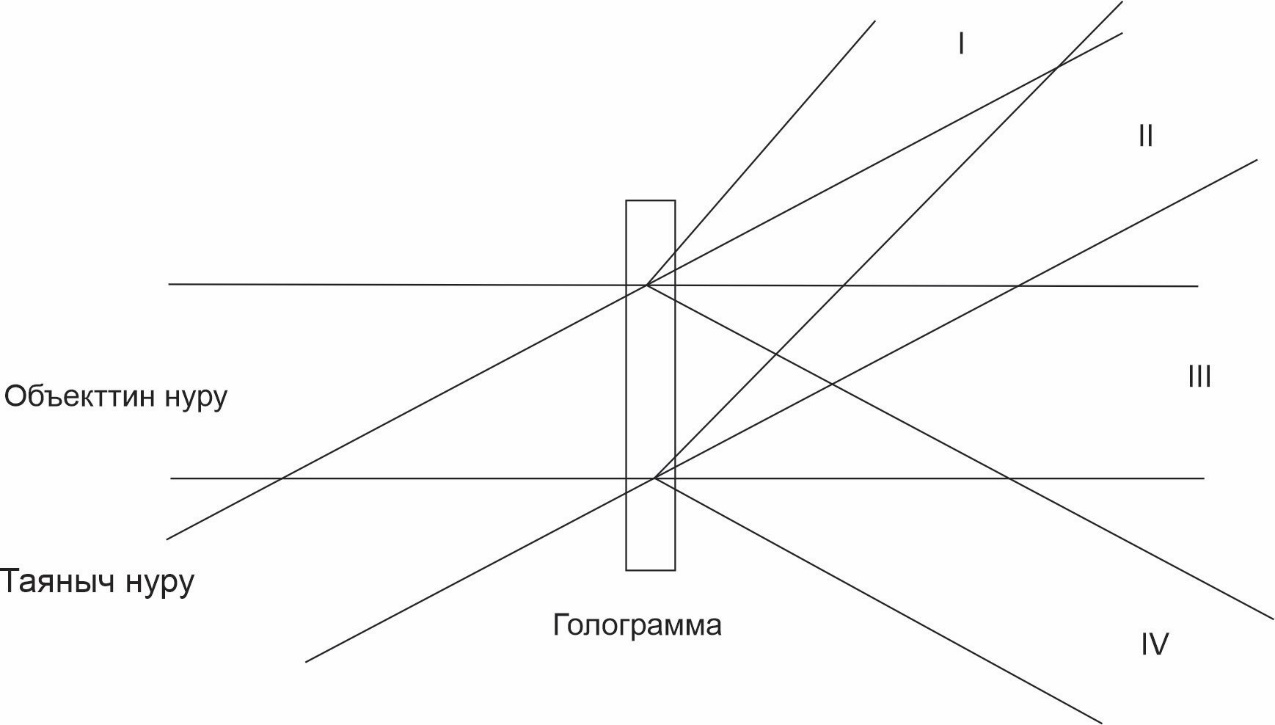 I
II
III
Объекттин нуру
Таяныч нуру
Голограмма
IV